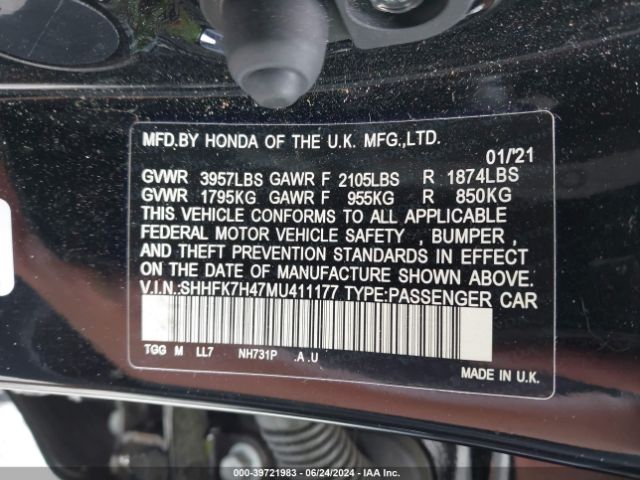 MFD.BY HONDA OF THE U.K. MFG.,LTD.
01/'21
GVWR 3957LBS GAWR F 2105LBS R 1874LBS
GVWR 1795KG GAWR F 955KG R 850KG
THIS VEHICLE CONFORMS TO ALL APPLICABLE
FEDERAL MOTOR VEHICLE SAFETY , BUMPER ,
AND THEFT PREVENTION STANDARDS IN EFFECT
ON THE DATE OF MANUFACTURE SHOWN ABOVE.
V.I.N.:SHHFK7H47MU411177 TYPE:PASSENGER CAR
TGG M LL7 NH731P .A .U
MADE IN U.K.
000-39721983 | 06/24/2024 | IAA Inc.